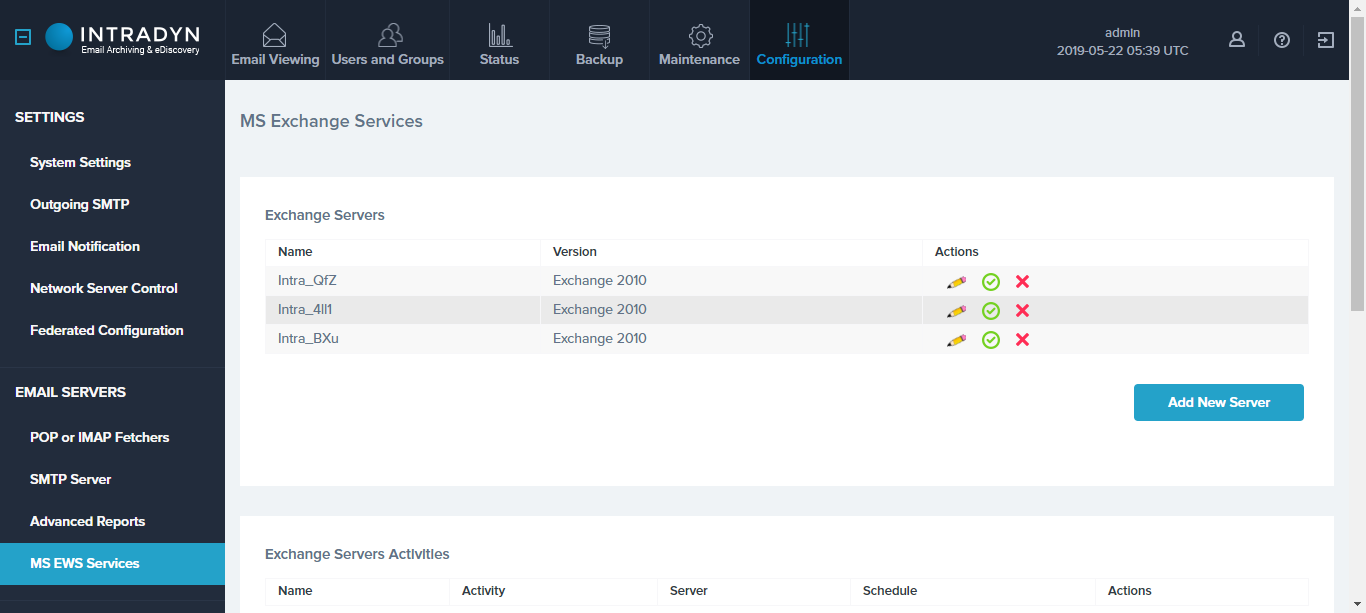 INTRADYN
Email Archiving & eDiscovery
Email Viewing
Users and Groups
Status
Backup
Maintenance
Configuration
admin
2019-05-22 05:39 UTC
SETTINGS
System Settings
Outgoing SMTP
Email Notification
Network Server Control
Federated Configuration
EMAIL SERVERS
POP or IMAP Fetchers
SMTP Server
Advanced Reports
MS EWS Services
MS Exchange Services
Exchange Servers
Name Version Actions
Intra_QfZ Exchange 2010
Intra_4lI1 Exchange 2010
Intra_BXu Exchange 2010
Add New Server
Exchange Servers Activities
Name Activity Server Schedule Actions